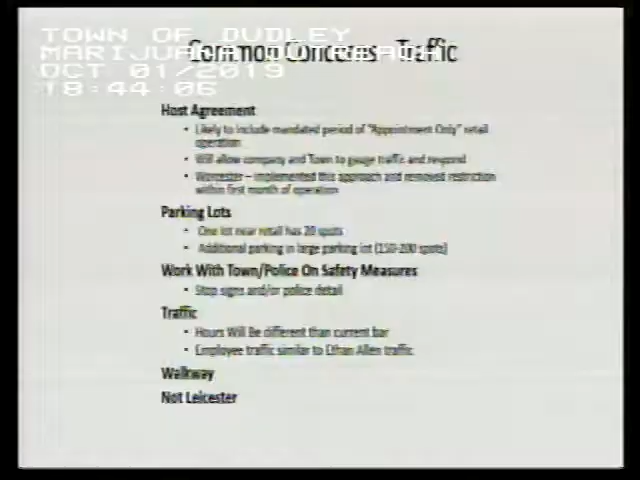 TOWN OF DUDLEY
MARIJUANA OUTREACH
OCT 01/2019
18:44:06
Common Concerns - Traffic
Host Agreement
• Likely to include mandated period of "Appointment Only" retail
operation
• Will allow company and Town to gauge traffic and respond
• Worcester – implemented this approach and removed restriction
within first month of operation
Parking Lots
• One lot near retail has 20 spots
• Additional parking in large parking lot (150-200 spots)
Work With Town/Police On Safety Measures
• Stop signs and/or police detail
Traffic
• Hours Will Be different than current bar
• Employee traffic similar to Ethan Allen traffic
Walkway
Not Leicester